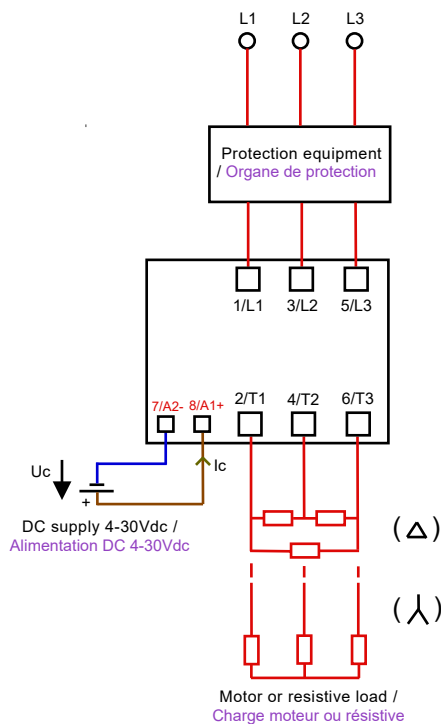 L1 L2 L3
Protection equipment
/ Organe de protection
1/L1 3/L2 5/L3
7/A2- 8/A1+ 2/T1 4/T2 6/T3
Uc
Ic
+
DC supply 4-30Vdc /
Alimentation DC 4-30Vdc
(△)
(⅄)
Motor or resistive load /
Charge moteur ou résistive